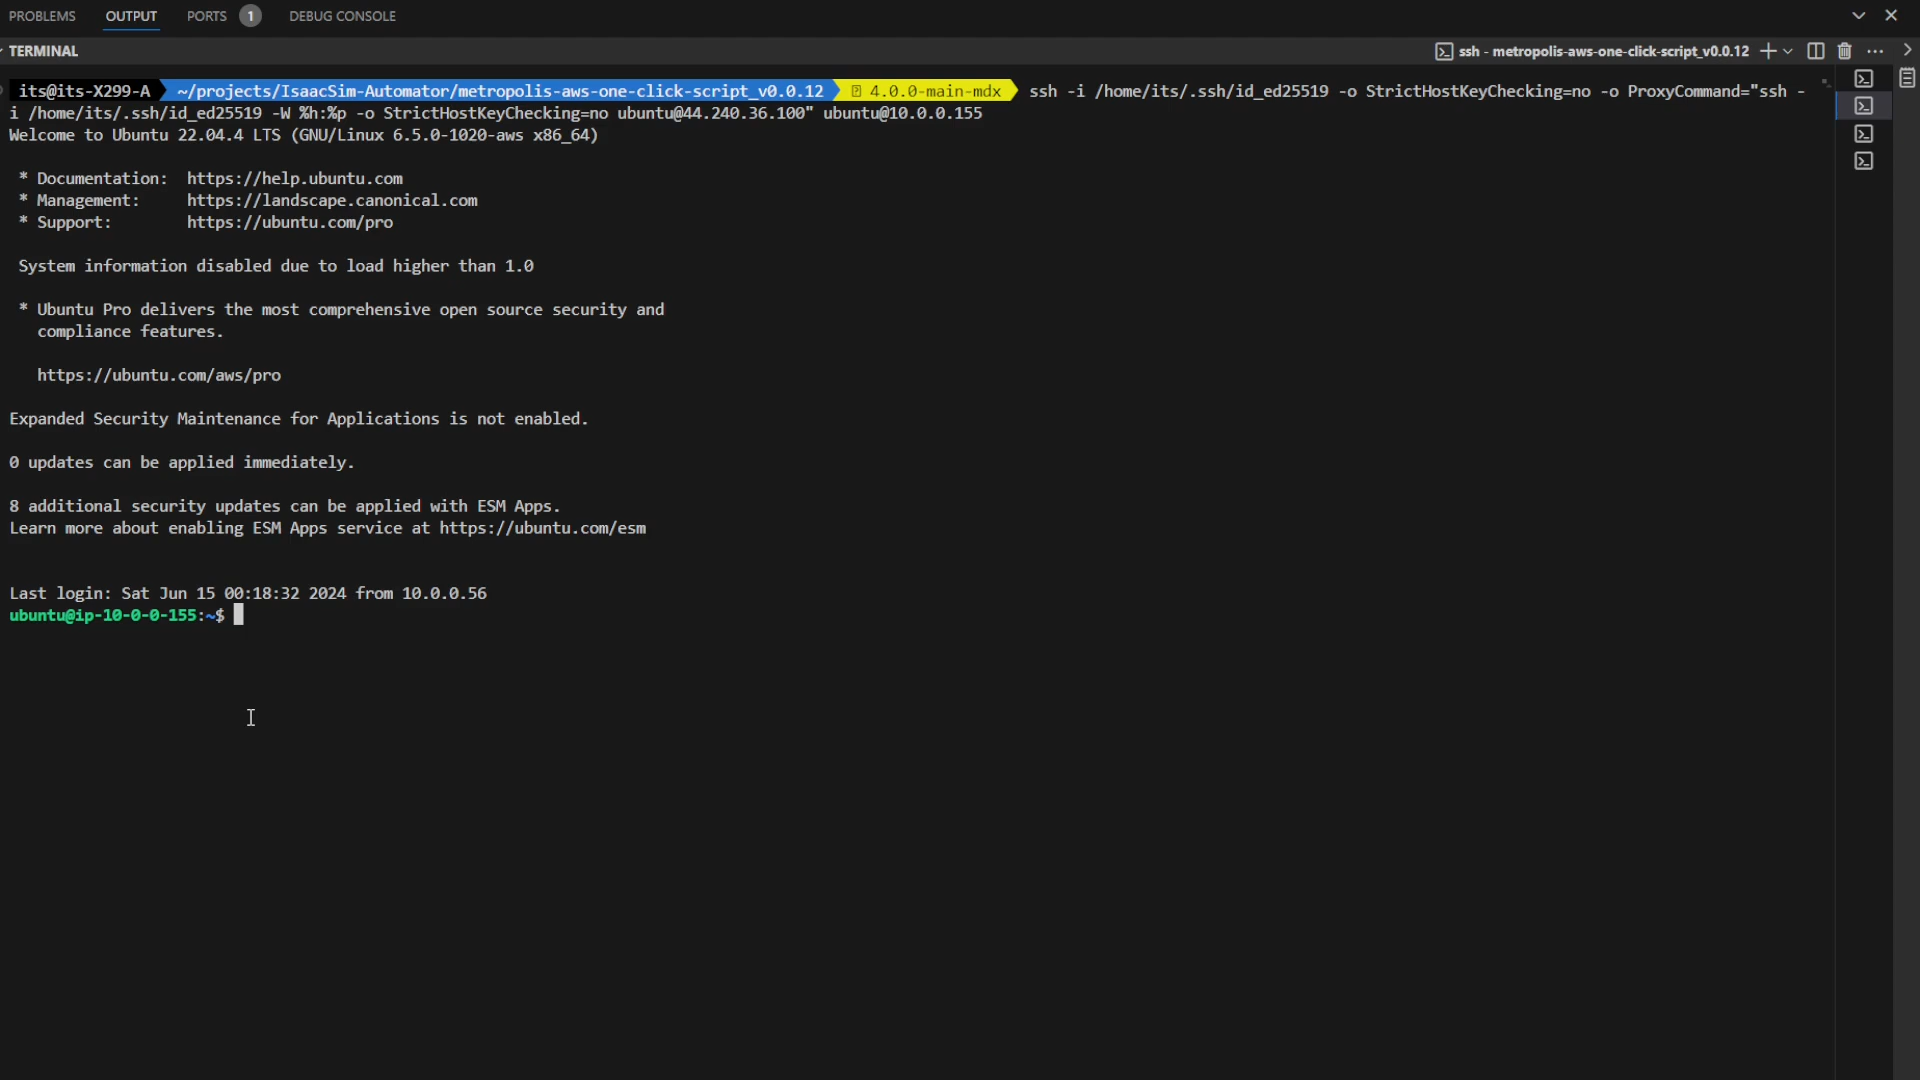 PROBLEMS OUTPUT PORTS 1 DEBUG CONSOLE
TERMINAL ssh - metropolis-aws-one-click-script_v0.0.12
its@its-X299-A ~/projects/IsaacSim-Automator/metropolis-aws-one-click-script_v0.0.12 4.0.0-main-mdx ssh -i /home/its/.ssh/id_ed25519 -o StrictHostKeyChecking=no -o ProxyCommand="ssh -
i /home/its/.ssh/id_ed25519 -W %h:%p -o StrictHostKeyChecking=no ubuntu@44.240.36.100" ubuntu@10.0.0.155
Welcome to Ubuntu 22.04.4 LTS (GNU/Linux 6.5.0-1020-aws x86_64)
* Documentation: https://help.ubuntu.com
* Management: https://landscape.canonical.com
* Support: https://ubuntu.com/pro
System information disabled due to load higher than 1.0
* Ubuntu Pro delivers the most comprehensive open source security and
compliance features.
https://ubuntu.com/aws/pro
Expanded Security Maintenance for Applications is not enabled.
0 updates can be applied immediately.
8 additional security updates can be applied with ESM Apps.
Learn more about enabling ESM Apps service at https://ubuntu.com/esm
Last login: Sat Jun 15 00:18:32 2024 from 10.0.0.56
ubuntu@ip-10-0-0-155:~$